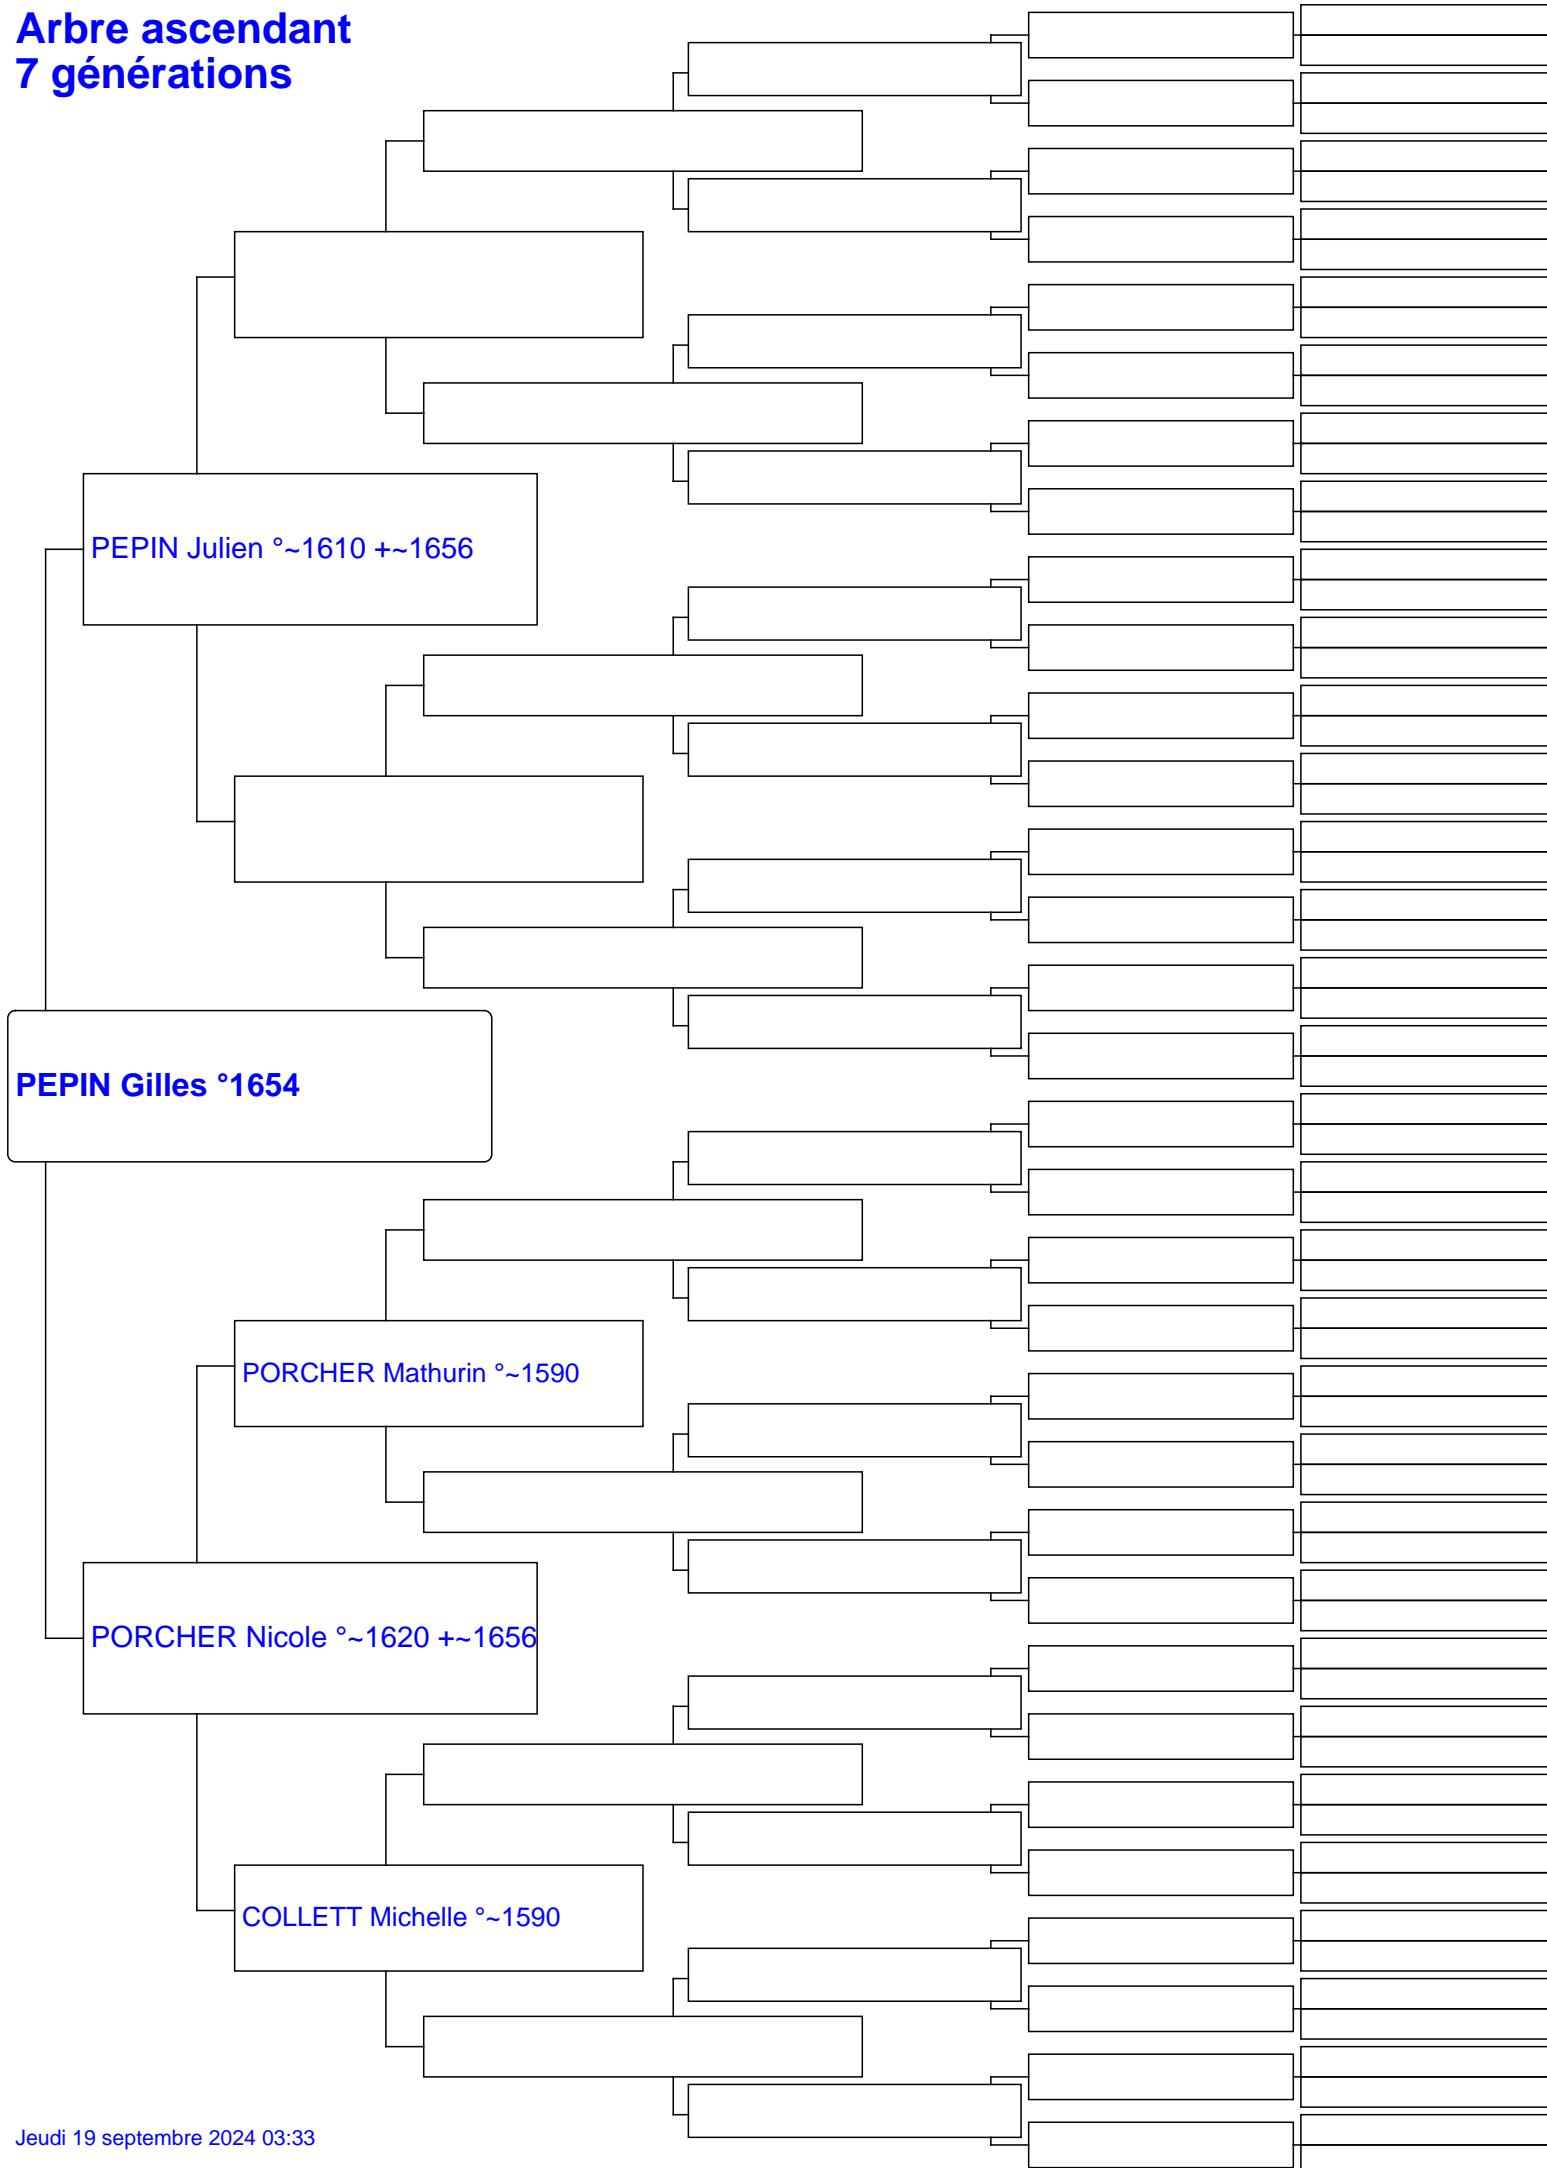 Arbre ascendant
7 générations
PEPIN Julien °~1610 +~1656
PEPIN Gilles °1654
PORCHER Mathurin °~1590
PORCHER Nicole °~1620 +~1656
COLLETT Michelle °~1590
Jeudi 19 septembre 2024 03:33